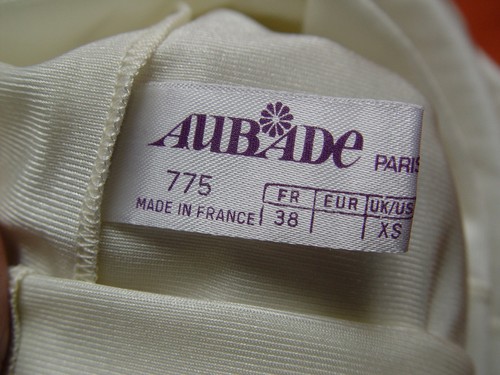 AUBADE PARIS
775
FR EUR UK/US
MADE IN FRANCE 38 XS